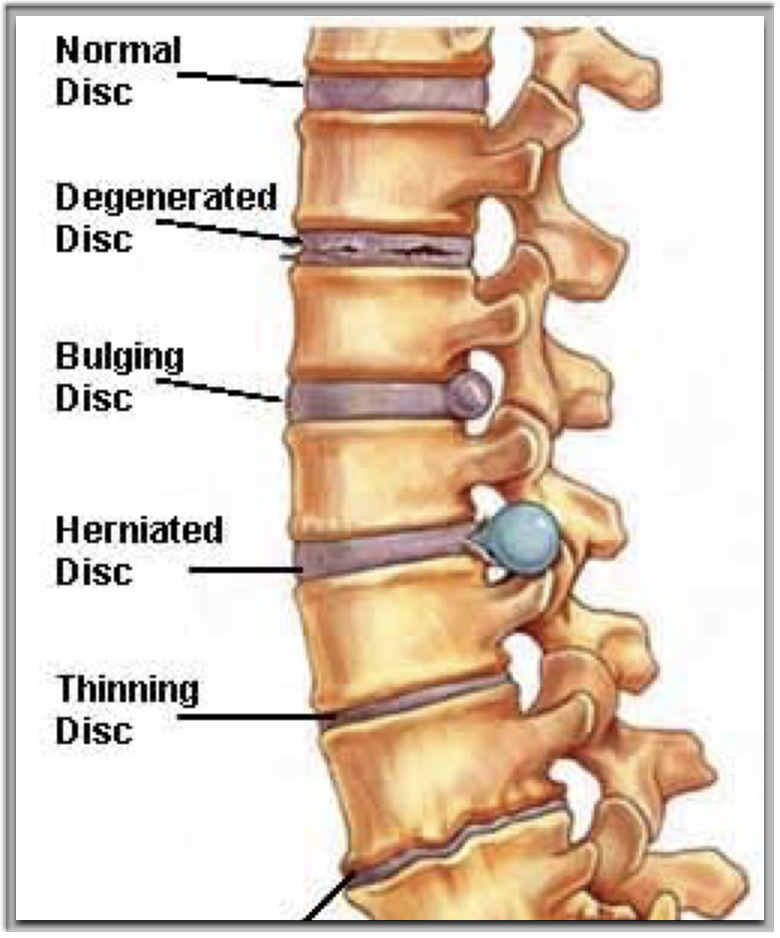 Normal
Disc
Degenerated
Disc
Bulging
Disc
Herniated
Disc
Thinning
Disc